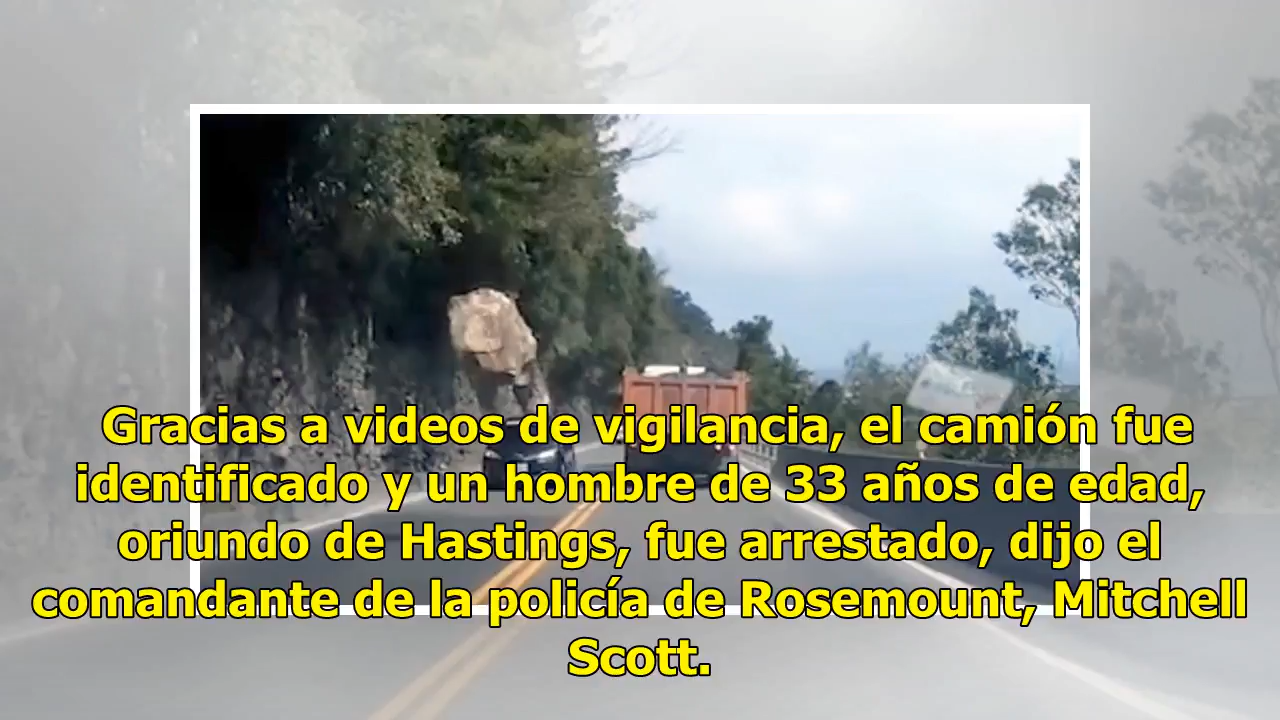 Gracias a videos de vigilancia, el camión fue
identificado y un hombre de 33 años de edad,
oriundo de Hastings, fue arrestado, dijo el
comandante de la policía de Rosemount, Mitchell
Scott.